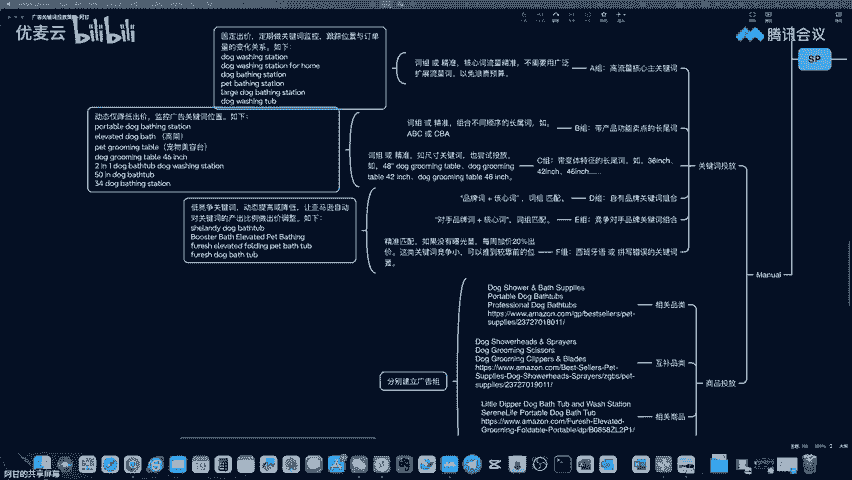 广告关键词投放策略-阿甘
优麦云 bilibili
腾讯会议
SP
固定出价，定期做关键词监控，跟踪位置与订单
量的变化关系。如下：
dog washing station
dog washing station for home
dog bathing station
pet bathing station
large dog bathing station
dog washing tub
词组 或 精准，核心词流量精准，不需要用广泛
扩展流量词，以免浪费预算。
A组：高流量核心主关键词
动态仅降低出价，监控广告关键词位置。如下：
portable dog bathing station
elevated dog bath （高架）
pet grooming table（宠物美容台）
dog grooming table 46 inch
2 in 1 dog bathtub dog washing station
50 in dog bathtub
34 dog bathing station
词组 或 精准，组合不同顺序的长尾词，如，
ABC 或 CBA
B组：带产品功能卖点的长尾词
词组 或 精准，如尺寸关键词，也尝试投放，
如，48" dog grooming table、dog grooming
table 42 inch、dog grooming table 46 inch。
C组：带变体特征的长尾词，如，36inch、
42inch、46inch......
关键词投放
低竞争关键词，动态提高或降低，让亚马逊自动
对关键词的产出比例做出价调整。如下：
shelandy dog bathtub
Booster Bath Elevated Pet Bathing
furesh elevated folding pet bath tub
furesh dog bath tub
“品牌词 + 核心词”，词组 匹配。
D组：自有品牌关键词组合
“对手品牌词 + 核心词”，词组匹配。
E组：竞争对手品牌关键词组合
精准匹配，如果没有曝光量，每周加价20%出
价。这类关键词竞争小，可以推到较靠前的位
置。
F组：西班牙语 或 拼写错误的关键词
Manual
Dog Shower & Bath Supplies
Portable Dog Bathtubs
Professional Dog Bathtubs
https://www.amazon.com/gp/bestsellers/pet-
supplies/23727018011/
相关品类
分别建立广告组
Dog Showerheads & Sprayers
Dog Grooming Scissors
Dog Grooming Clippers & Blades
https://www.amazon.com/Best-Sellers-Pet-
Supplies-Dog-Showerheads-Sprayers/zgbs/pet-
supplies/23727019011/
互补品类
商品投放
Little Dipper Dog Bath Tub and Wash Station
SereneLife Portable Dog Bath Tub
https://www.amazon.com/Furesh-Elevated-
Grooming-Foldable-Portable/dp/B0858ZL2P1/
相关商品
阿甘的共享屏幕